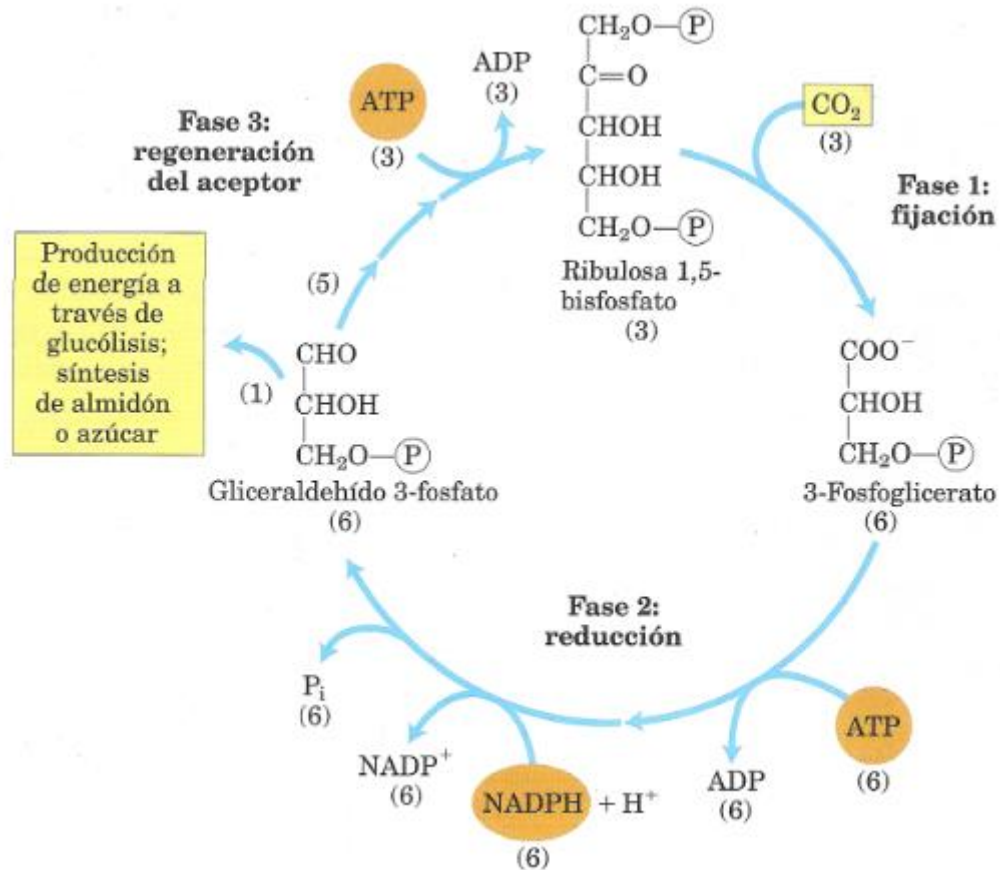 CH₂O—Ⓟ
C=O
CHOH
CHOH
CH₂O—Ⓟ
Ribulosa 1,5-
bisfosfato
(3)
CO₂
(3)
Fase 1:
fijación
COO⁻
CHOH
CH₂O—Ⓟ
3-Fosfoglicerato
(6)
Fase 2:
reducción
ATP
(6)
ADP
(6)
NADPH + H⁺
(6)
NADP⁺
(6)
Pᵢ
(6)
CHO
CHOH
CH₂O—Ⓟ
Gliceraldehído 3-fosfato
(6)
(1)
Producción
de energía a
través de
glucólisis;
síntesis
de almidón
o azúcar
(5)
Fase 3:
regeneración
del aceptor
ATP
(3)
ADP
(3)